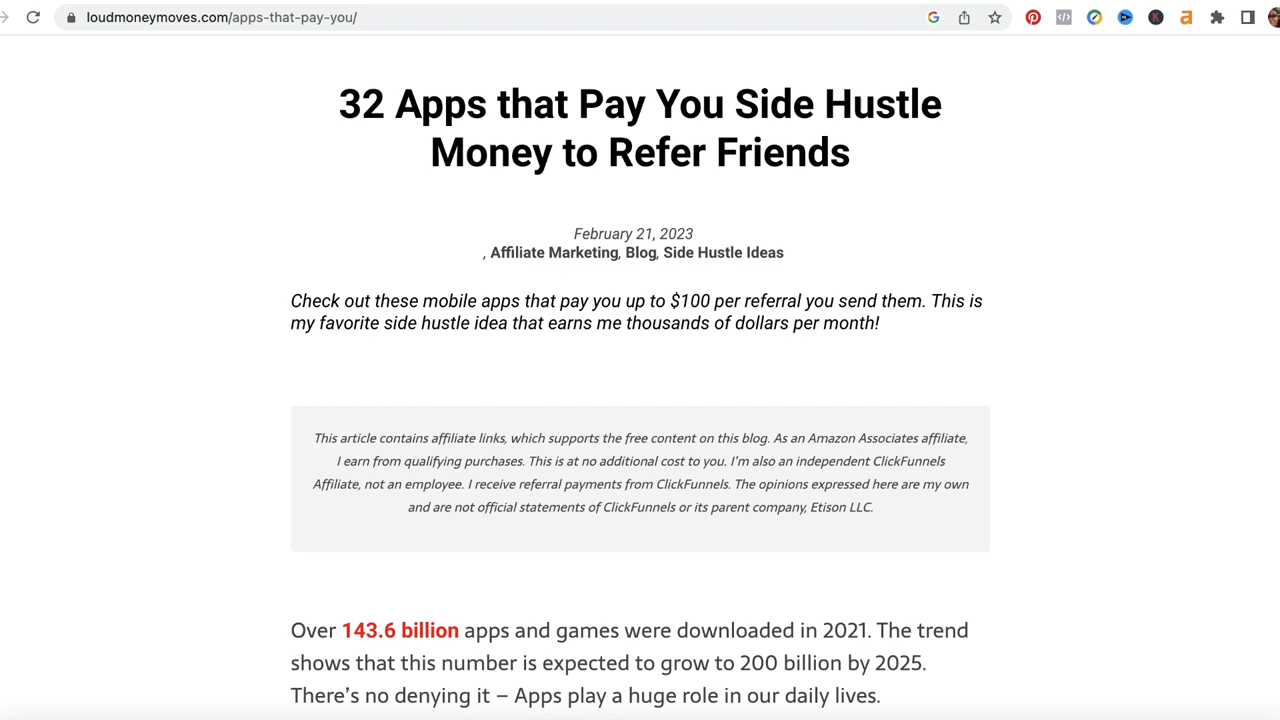 loudmoneymoves.com/apps-that-pay-you/
32 Apps that Pay You Side Hustle
Money to Refer Friends
February 21, 2023
, Affiliate Marketing, Blog, Side Hustle Ideas
Check out these mobile apps that pay you up to $100 per referral you send them. This is
my favorite side hustle idea that earns me thousands of dollars per month!
This article contains affiliate links, which supports the free content on this blog. As an Amazon Associates affiliate,
I earn from qualifying purchases. This is at no additional cost to you. I'm also an independent ClickFunnels
Affiliate, not an employee. I receive referral payments from ClickFunnels. The opinions expressed here are my own
and are not official statements of ClickFunnels or its parent company, Etison LLC.
Over 143.6 billion apps and games were downloaded in 2021. The trend
shows that this number is expected to grow to 200 billion by 2025.
There's no denying it – Apps play a huge role in our daily lives.